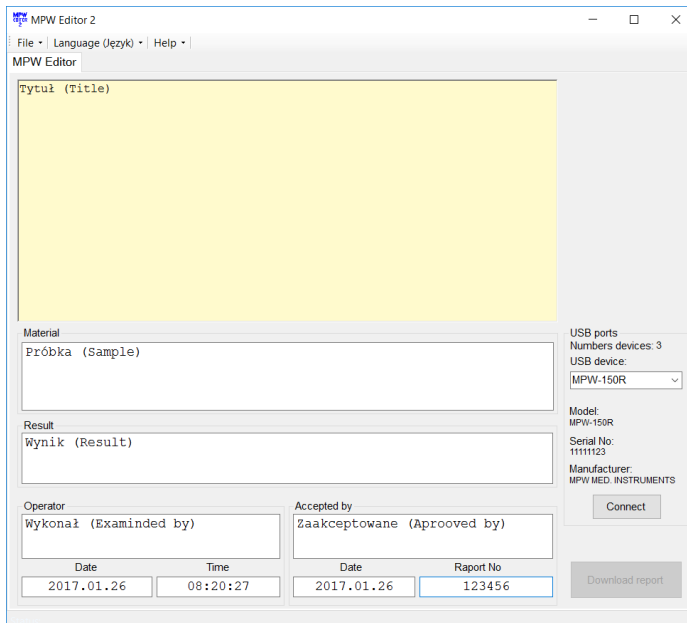 MPW Editor 2
File Language (Język) Help
MPW Editor
Tytuł (Title)
Material
Próbka (Sample)
Result
Wynik (Result)
Operator
Wykonał (Examinded by)
Date Time
2017.01.26 08:20:27
Accepted by
Zaakceptowane (Aprooved by)
Date Raport No
2017.01.26 123456
USB ports
Numbers devices: 3
USB device:
MPW-150R
Model:
MPW-150R
Serial No:
11111123
Manufacturer:
MPW MED. INSTRUMENTS
Connect
Download report